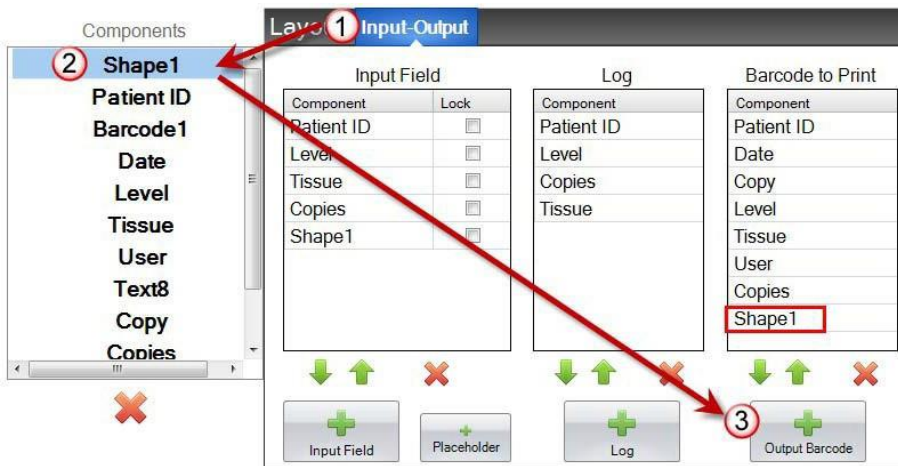 Components
Shape1
Patient ID
Barcode1
Date
Level
Tissue
User
Text8
Copy
Copies
1
2
3
Input-Output
Input Field
Component Lock
Patient ID
Level
Tissue
Copies
Shape1
Log
Component
Patient ID
Level
Copies
Tissue
Barcode to Print
Component
Patient ID
Date
Copy
Level
Tissue
User
Copies
Shape1
Input Field
Placeholder
Log
Output Barcode